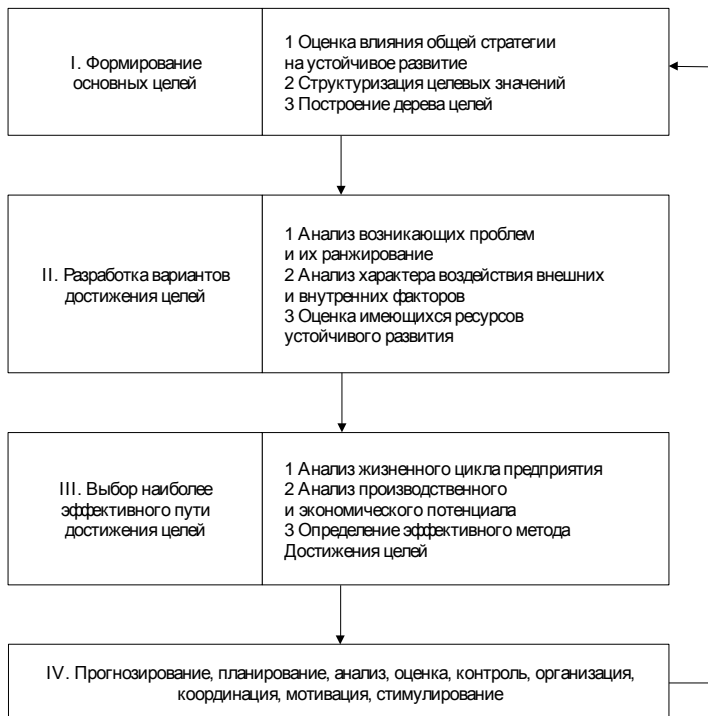 I. Формирование
основных целей
1 Оценка влияния общей стратегии
на устойчивое развитие
2 Структуризация целевых значений
3 Построение дерева целей
II. Разработка вариантов
достижения целей
1 Анализ возникающих проблем
и их ранжирование
2 Анализ характера воздействия внешних
и внутренних факторов
3 Оценка имеющихся ресурсов
устойчивого развития
III. Выбор наиболее
эффективного пути
достижения целей
1 Анализ жизненного цикла предприятия
2 Анализ производственного
и экономического потенциала
3 Определение эффективного метода
Достижения целей
IV. Прогнозирование, планирование, анализ, оценка, контроль, организация,
координация, мотивация, стимулирование